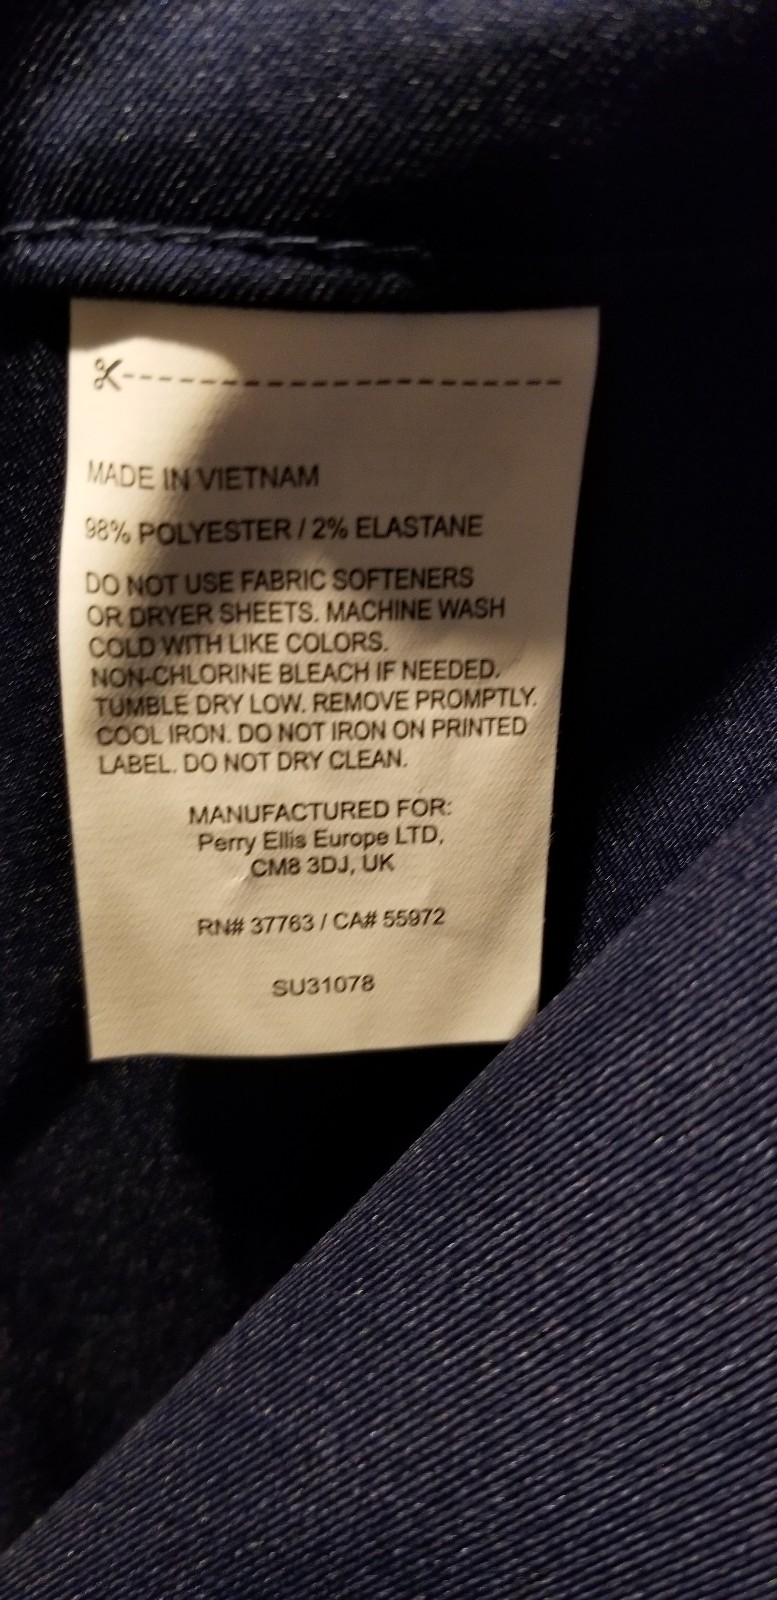 MADE IN VIETNAM
98% POLYESTER / 2% ELASTANE
DO NOT USE FABRIC SOFTENERS
OR DRYER SHEETS. MACHINE WASH
COLD WITH LIKE COLORS.
NON-CHLORINE BLEACH IF NEEDED.
TUMBLE DRY LOW. REMOVE PROMPTLY.
COOL IRON. DO NOT IRON ON PRINTED
LABEL. DO NOT DRY CLEAN.
MANUFACTURED FOR:
Perry Ellis Europe LTD,
CM8 3DJ, UK
RN# 37763 / CA# 55972
SU31078